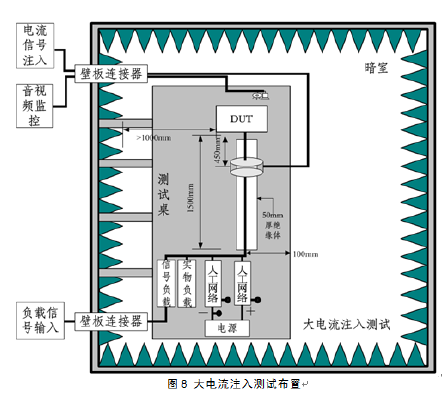 电流
信号
注入
壁板连接器
音视
频监
控
暗室
DUT
>1000mm
450mm
1500mm
测试桌
50mm
厚绝
缘体
100mm
信号负载
实物负载
人工网络
人工网络
－
＋
电源
负载信
号输入
壁板连接器
大电流注入测试
图 8 大电流注入测试布置